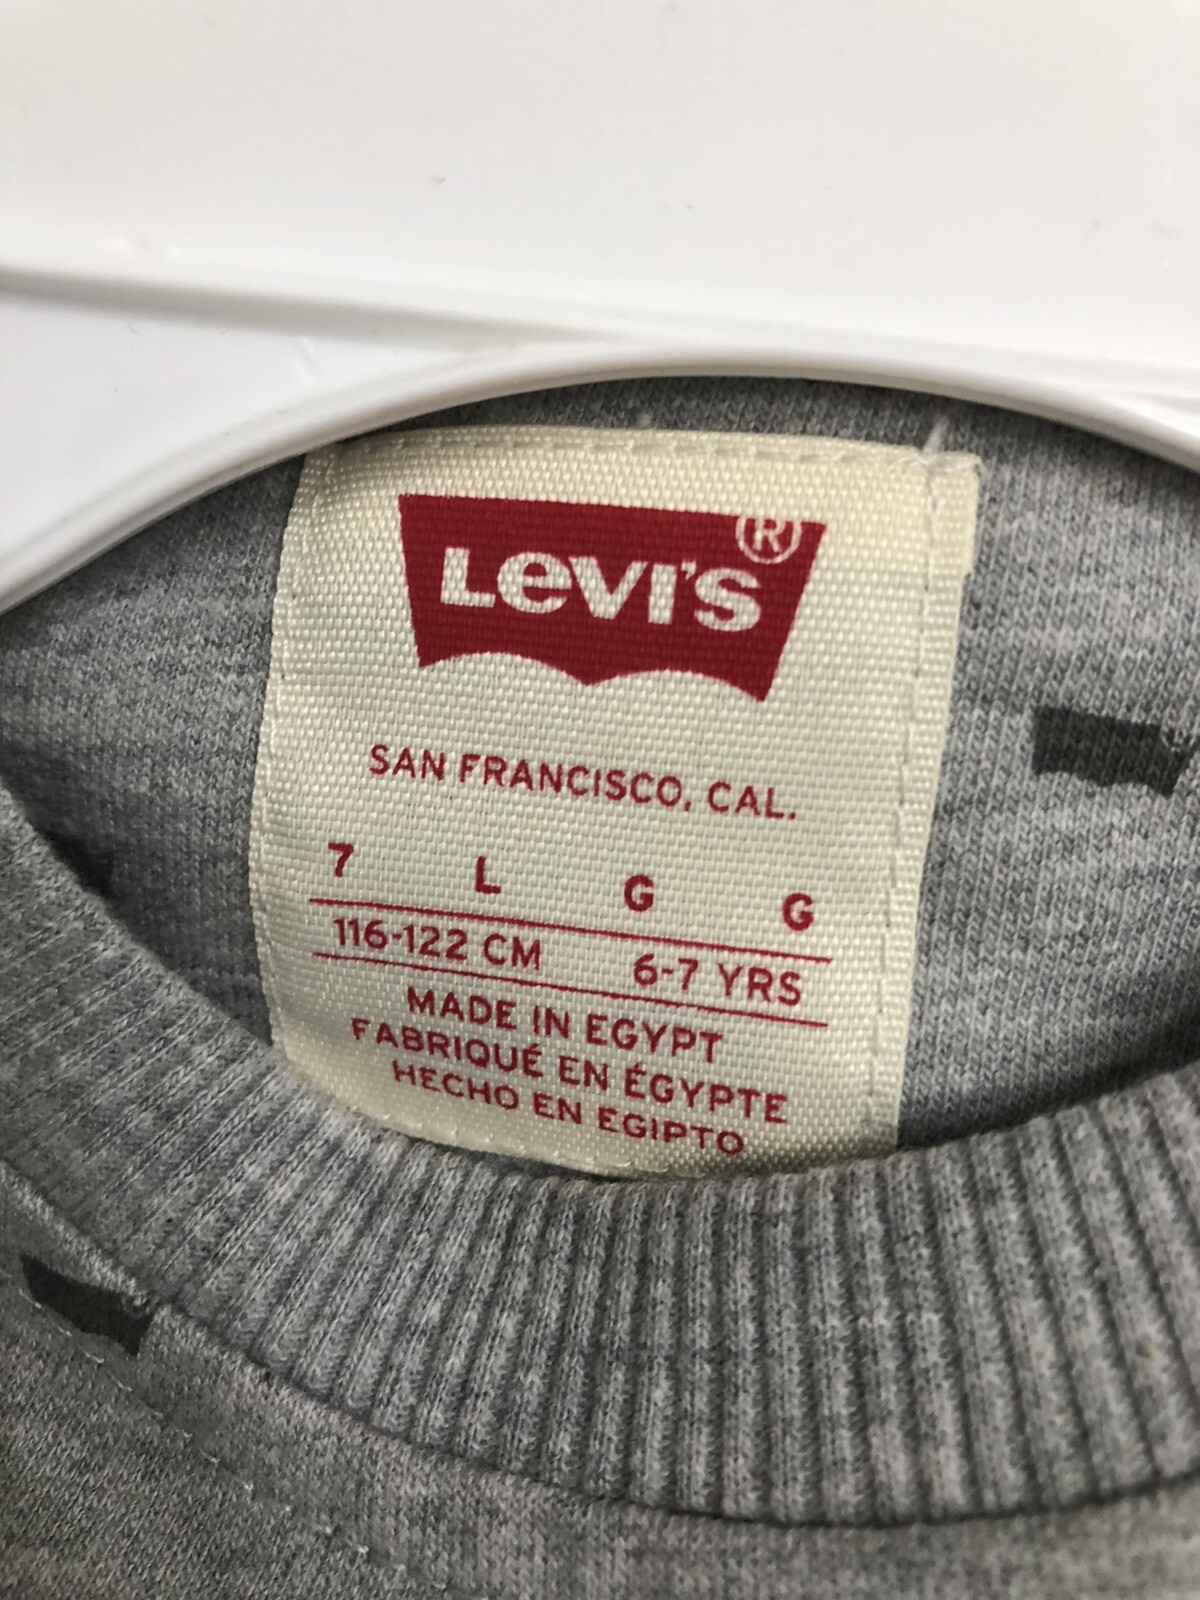 LEVI'S®
SAN FRANCISCO, CAL.
7 L G G
116-122 CM 6-7 YRS
MADE IN EGYPT
FABRIQUÉ EN ÉGYPTE
HECHO EN EGIPTO